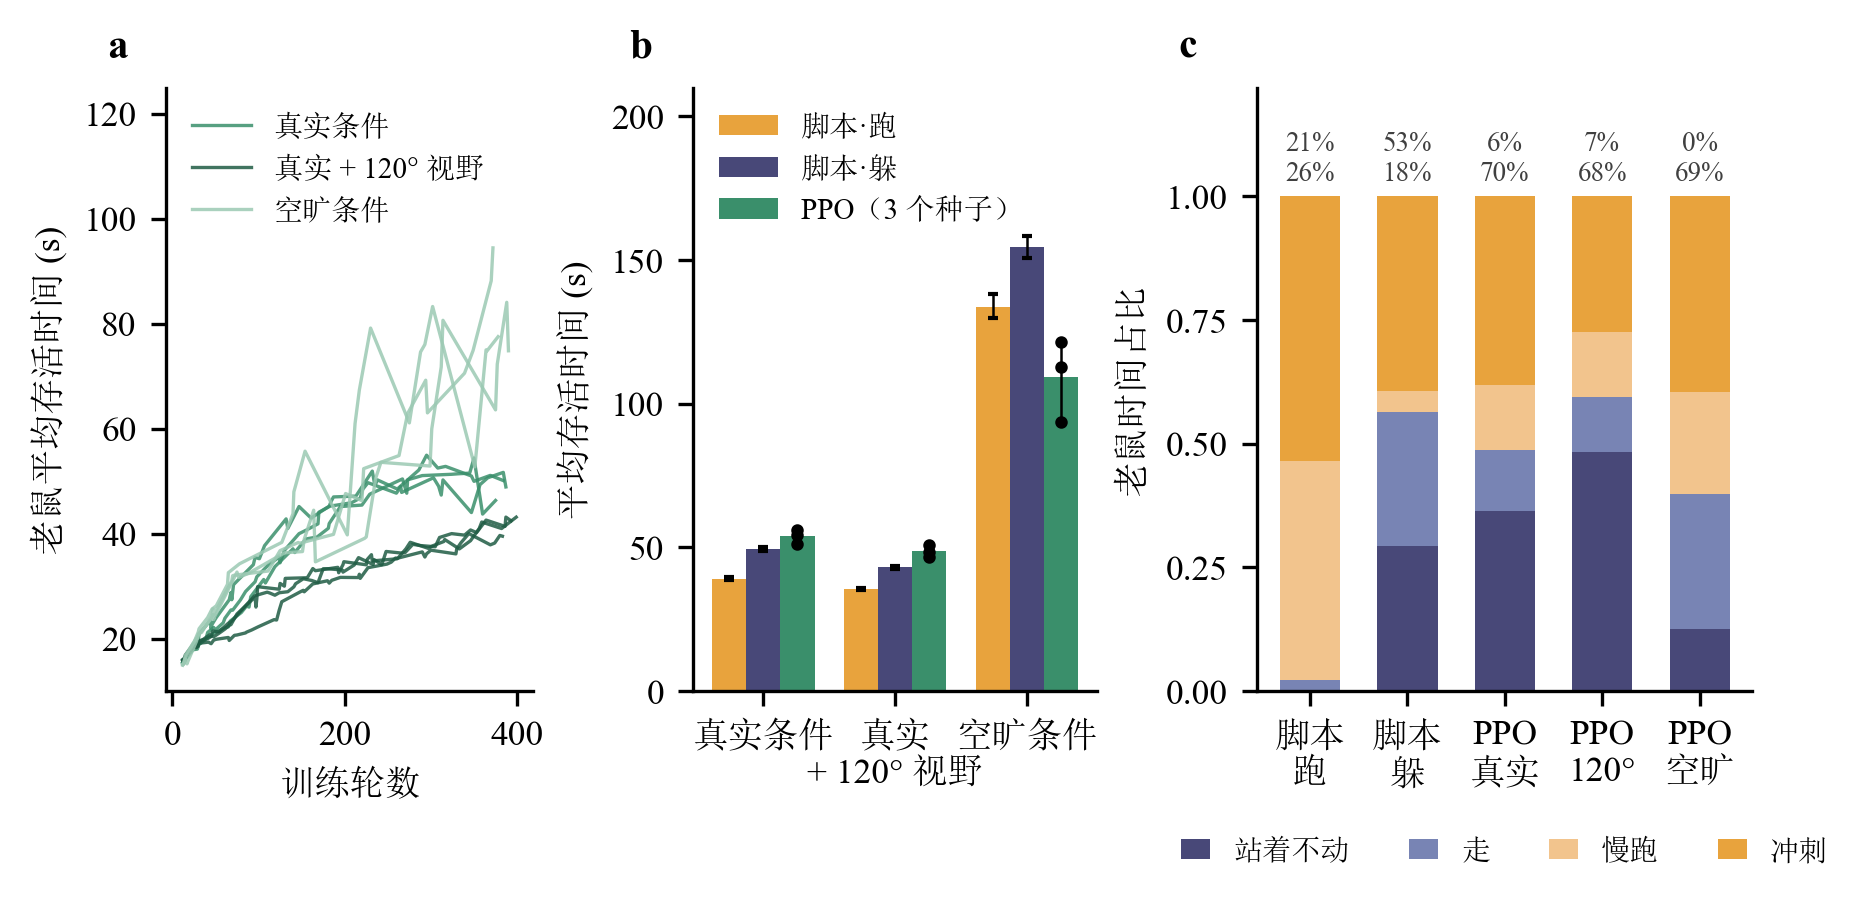 a
老鼠平均存活时间 (s)
120
100
80
60
40
20
真实条件
真实 + 120° 视野
空旷条件
0
200
400
训练轮数
b
平均存活时间 (s)
200
150
100
50
0
脚本·跑
脚本·躲
PPO（3 个种子）
真实条件
真实
+ 120° 视野
空旷条件
c
老鼠时间占比
1.00
0.75
0.50
0.25
0.00
21%
26%
53%
18%
6%
70%
7%
68%
0%
69%
脚本
跑
脚本
躲
PPO
真实
PPO
120°
PPO
空旷
站着不动
走
慢跑
冲刺